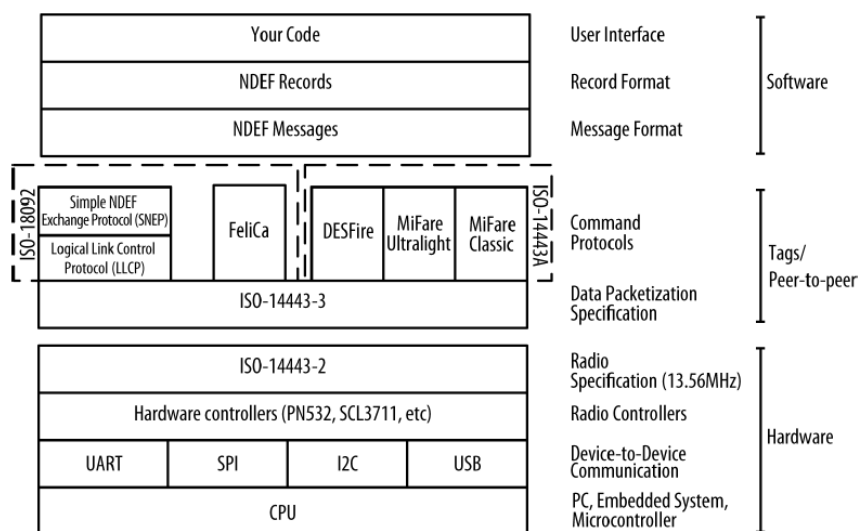 Your Code
User Interface
NDEF Records
Record Format
Software
NDEF Messages
Message Format
ISO-18092
Simple NDEF
Exchange Protocol (SNEP)
Logical Link Control
Protocol (LLCP)
FeliCa
DESFire
MiFare
Ultralight
MiFare
Classic
ISO-14443A
Command
Protocols
Tags/
Peer-to-peer
ISO-14443-3
Data Packetization
Specification
ISO-14443-2
Radio
Specification (13.56MHz)
Hardware controllers (PN532, SCL3711, etc)
Radio Controllers
Hardware
UART
SPI
I2C
USB
Device-to-Device
Communication
CPU
PC, Embedded System,
Microcontroller